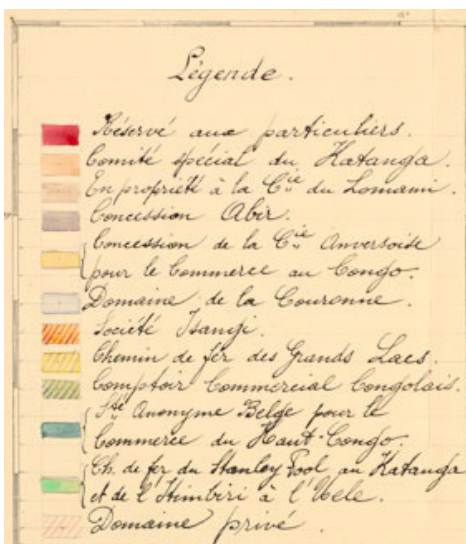 Légende.
Réservé aux particuliers.
Comité spécial du Katanga.
En propriété à la Cie du Lomami.
Concession Abir.
Concession de la Cie Anversoise
pour le Commerce au Congo.
Domaine de la Couronne.
Société Isangi.
Chemin de fer des Grands Lacs.
Comptoir Commercial Congolais.
Sté Anonyme Belge pour le
Commerce du Haut-Congo.
Ch. de fer du Stanley Pool au Katanga
et de l'Itimbiri à l'Uele.
Domaine privé.